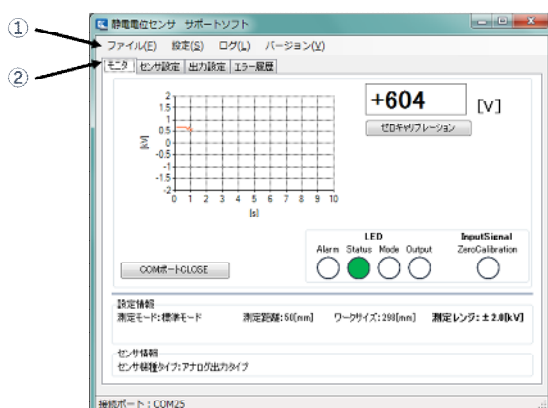 ①
静電電位センサ サポートソフト
ファイル(E) 設定(S) ログ(L) バージョン(V)
②
モニタ センサ設定 出力設定 エラー履歴
+604 [V]
ゼロキャリブレーション
2
1.5
1
0.5
0
-0.5
-1
-1.5
-2
[kV]
0 1 2 3 4 5 6 7 8 9 10
[s]
LED
Alarm Status Mode Output
InputSignal
ZeroCalibration
COMポートCLOSE
設定情報
測定モード:標準モード 測定距離:50[mm] ワークサイズ:290[mm] 測定レンジ:±2.0[kV]
センサ情報
センサ機種タイプ:アナログ出力タイプ
接続ポート:COM25